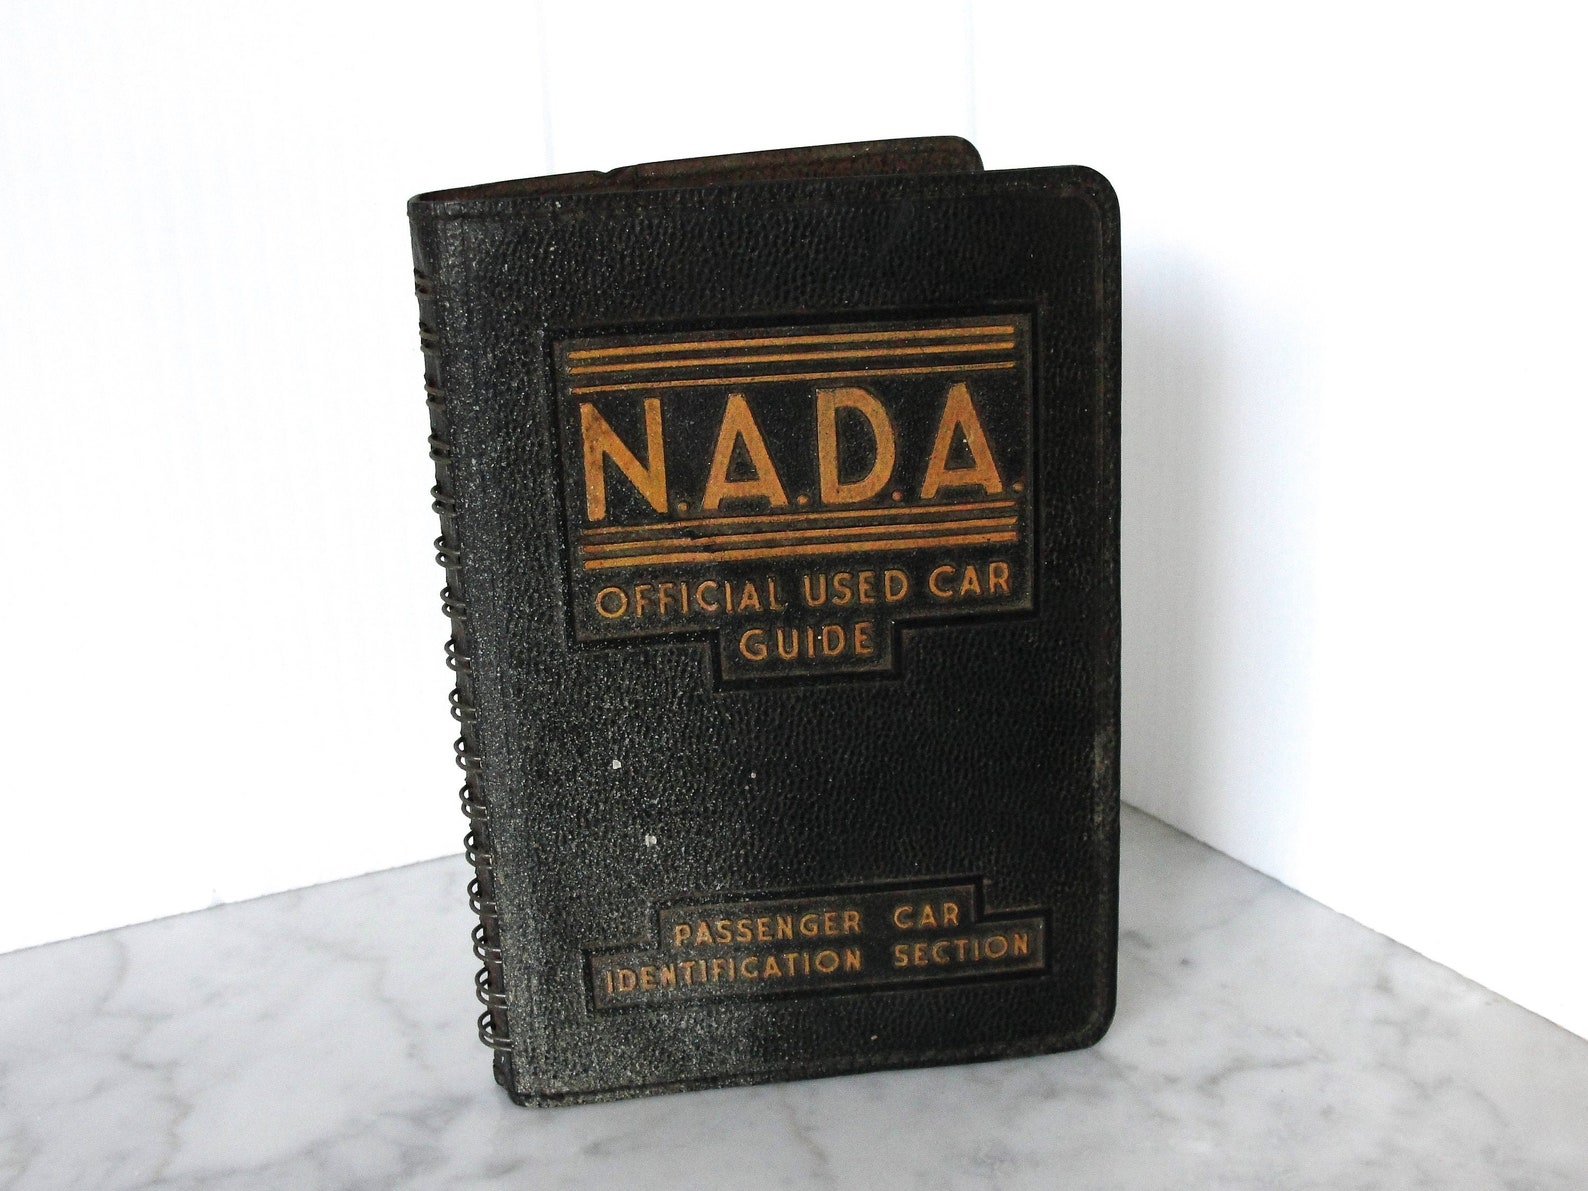 N.A.D.A.
OFFICIAL USED CAR
GUIDE
PASSENGER CAR
IDENTIFICATION SECTION